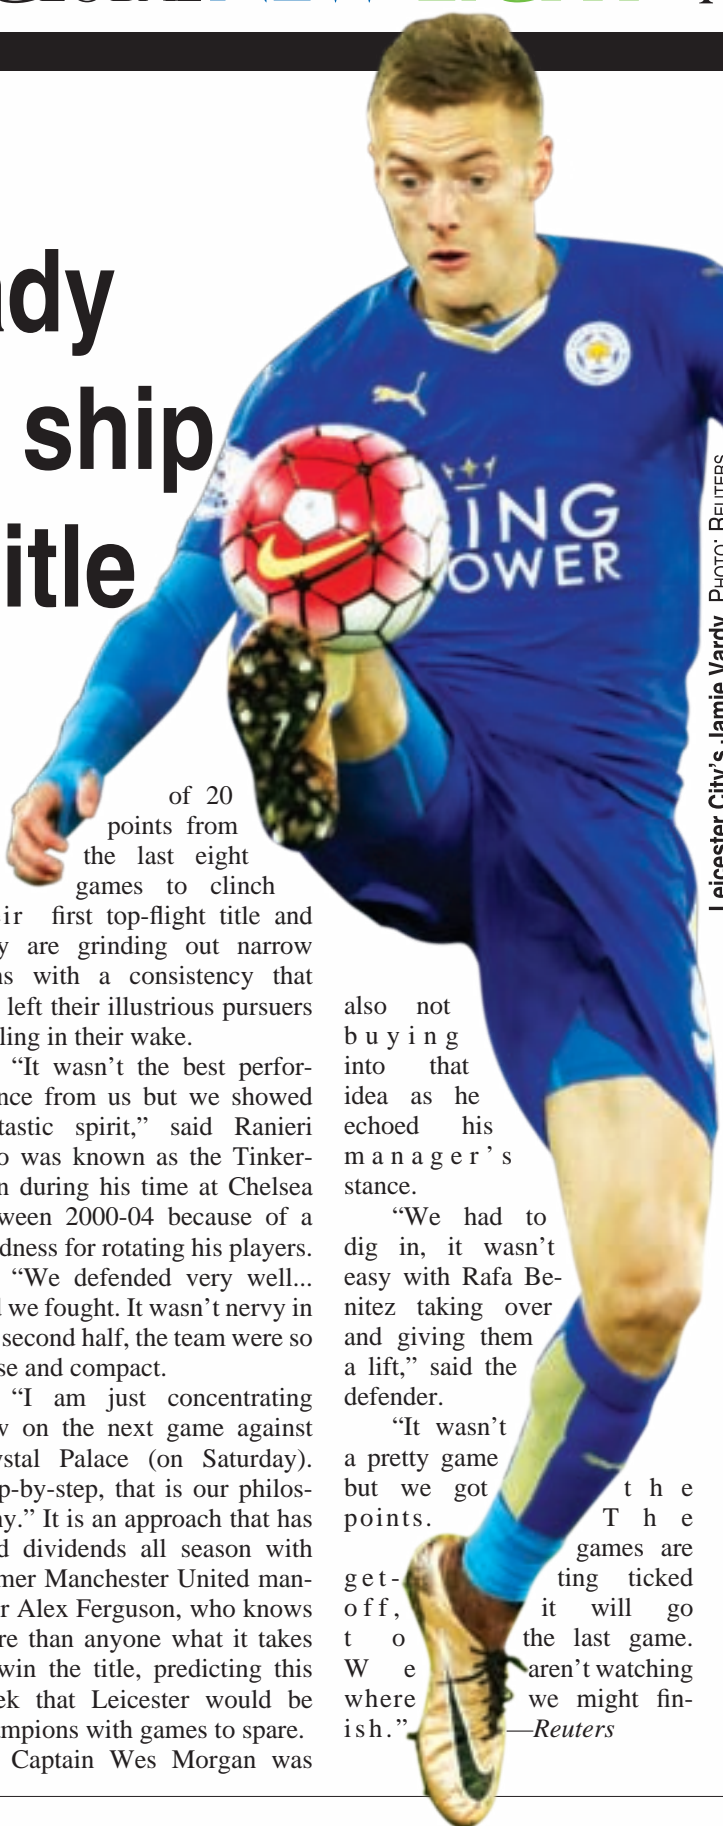 ady
ship
itle
ING
OWER
Leicester City's Jamie Vardy. PHOTO: REUTERS
of 20
points from
the last eight
games to clinch
ir first top-flight title and
y are grinding out narrow
ns with a consistency that
left their illustrious pursuers
ling in their wake.
“It wasn’t the best perfor-
nce from us but we showed
tastic spirit,” said Ranieri
o was known as the Tinker-
n during his time at Chelsea
ween 2000-04 because of a
dness for rotating his players.
“We defended very well...
d we fought. It wasn’t nervy in
second half, the team were so
se and compact.
“I am just concentrating
w on the next game against
ystal Palace (on Saturday).
p-by-step, that is our philos-
hy.” It is an approach that has
d dividends all season with
mer Manchester United man-
r Alex Ferguson, who knows
re than anyone what it takes
win the title, predicting this
ek that Leicester would be
ampions with games to spare.
Captain Wes Morgan was
also not
buying
into that
idea as he
echoed his
manager’s
stance.
“We had to
dig in, it wasn’t
easy with Rafa Be-
nitez taking over
and giving them
a lift,” said the
defender.
“It wasn’t
a pretty game
but we got the
points. The
games are
get- ting ticked
off, it will go
to the last game.
We aren’t watching
where we might fin-
ish.” —Reuters